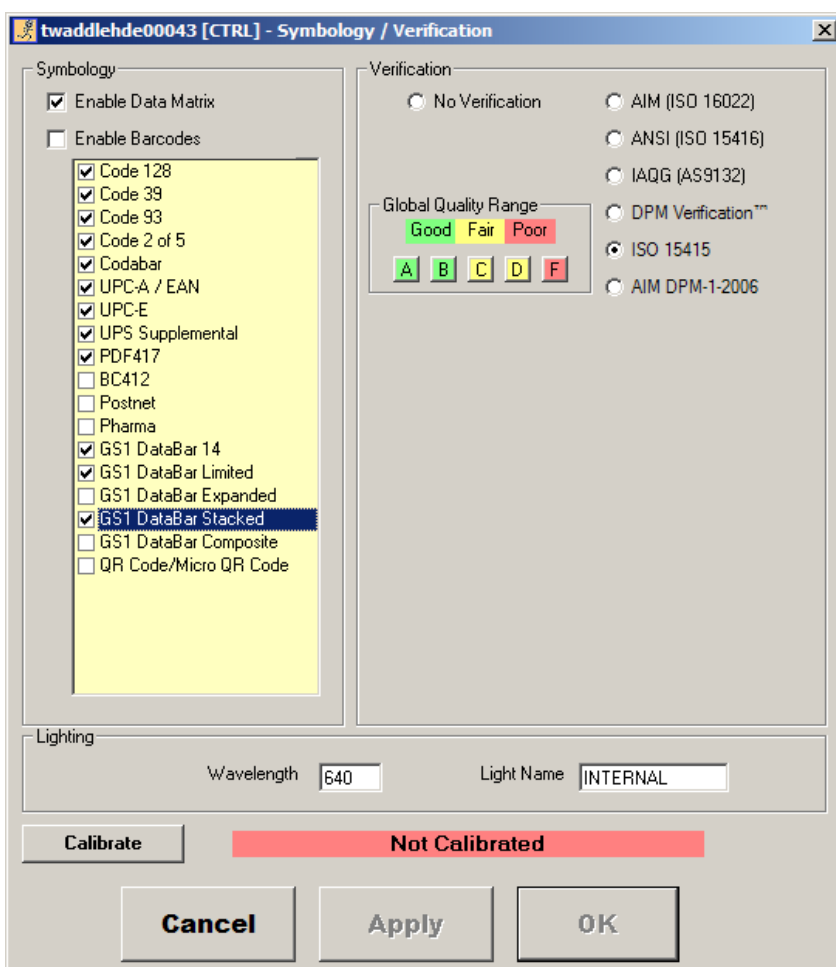 twaddlehde00043 [CTRL] - Symbology / Verification
Symbology
Enable Data Matrix
Enable Barcodes
Code 128
Code 39
Code 93
Code 2 of 5
Codabar
UPC-A / EAN
UPC-E
UPS Supplemental
PDF417
BC412
Postnet
Pharma
GS1 DataBar 14
GS1 DataBar Limited
GS1 DataBar Expanded
GS1 DataBar Stacked
GS1 DataBar Composite
QR Code/Micro QR Code
Verification
No Verification
Global Quality Range
Good Fair Poor
A B C D F
AIM (ISO 16022)
ANSI (ISO 15416)
IAQG (AS9132)
DPM Verification™
ISO 15415
AIM DPM-1-2006
Lighting
Wavelength 640 Light Name INTERNAL
Calibrate Not Calibrated
Cancel Apply OK